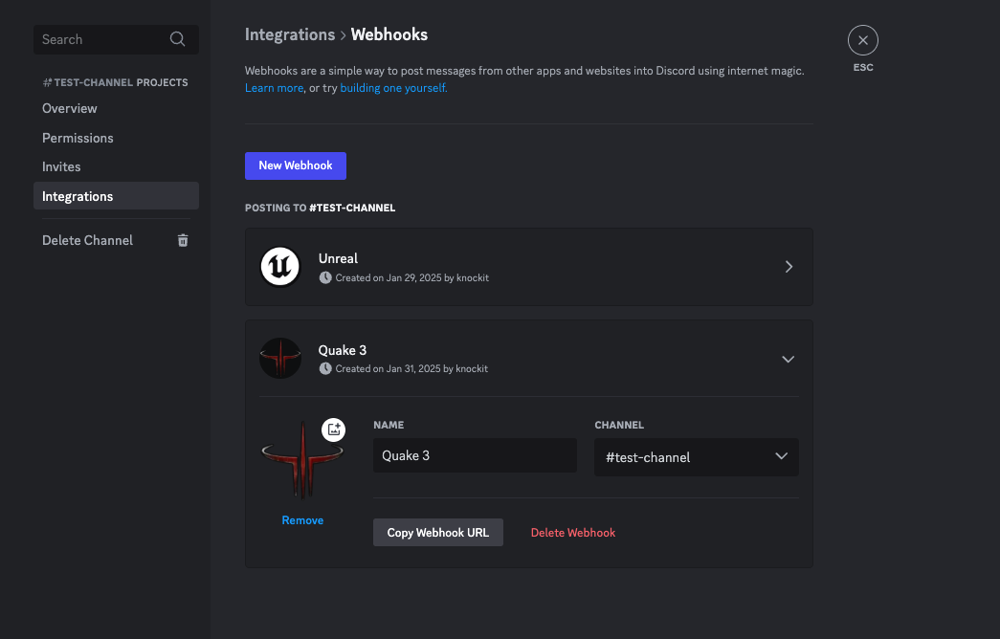 Search
#TEST-CHANNEL PROJECTS
Overview
Permissions
Invites
Integrations
Delete Channel
Integrations > Webhooks
Webhooks are a simple way to post messages from other apps and websites into Discord using internet magic.
Learn more, or try building one yourself.
ESC
New Webhook
POSTING TO #TEST-CHANNEL
Unreal
Created on Jan 29, 2025 by knockit
Quake 3
Created on Jan 31, 2025 by knockit
Remove
NAME
Quake 3
CHANNEL
#test-channel
Copy Webhook URL
Delete Webhook